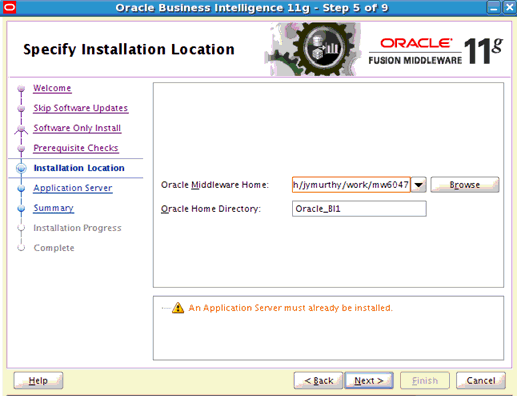 Oracle Business Intelligence 11g - Step 5 of 9
Specify Installation Location
ORACLE
FUSION MIDDLEWARE
11g
Welcome
Skip Software Updates
Software Only Install
Prerequisite Checks
Installation Location
Application Server
Summary
Installation Progress
Complete
Oracle Middleware Home: h/jymurthy/work/mw6047 Browse
Oracle Home Directory: Oracle_BI1
An Application Server must already be installed.
Help < Back Next > Finish Cancel